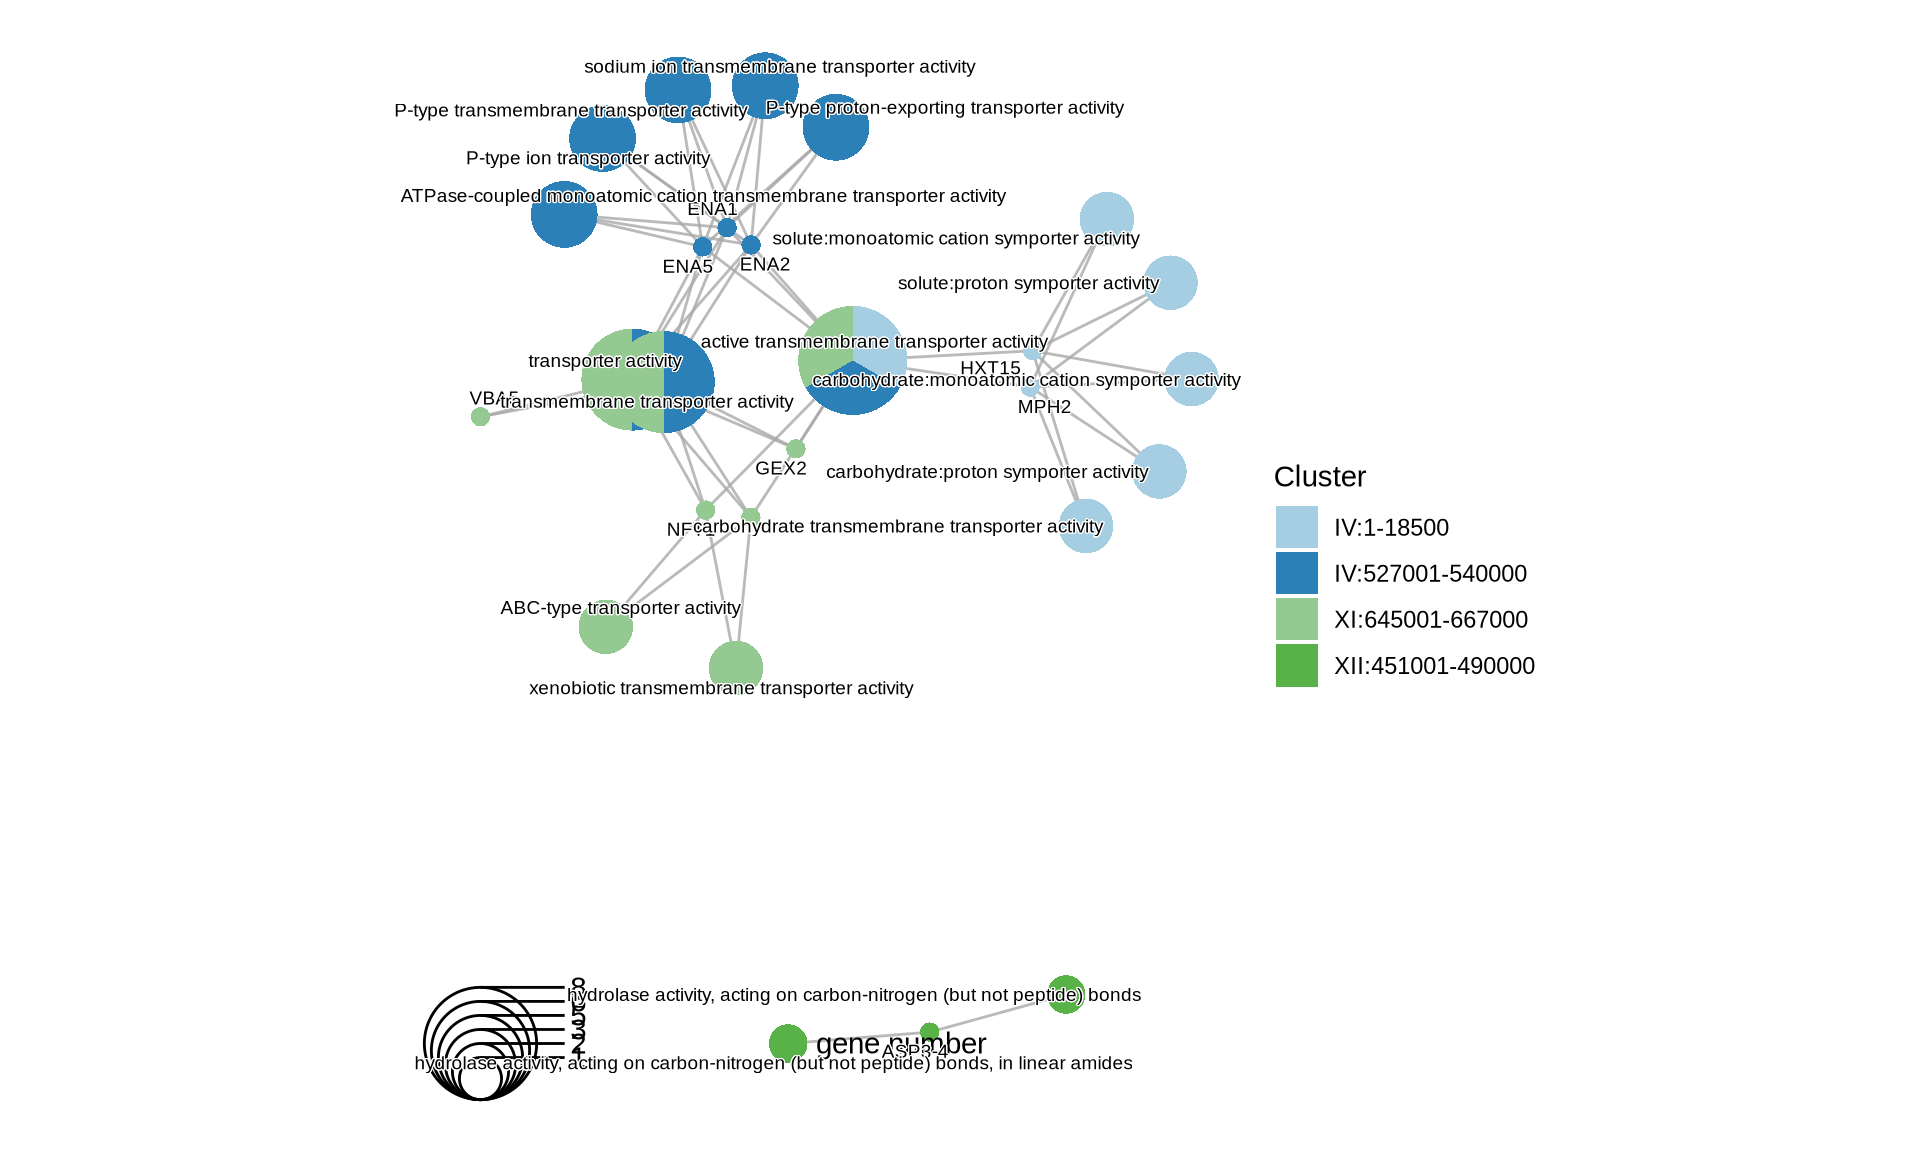 sodium ion transmembrane transporter activity
P-type transmembrane transporter activity
P-type proton-exporting transporter activity
P-type ion transporter activity
ATPase-coupled monoatomic cation transmembrane transporter activity
ENA1
solute:monoatomic cation symporter activity
ENA5
ENA2
solute:proton symporter activity
active transmembrane transporter activity
transporter activity
HXT15
carbohydrate:monoatomic cation symporter activity
VBA5
transmembrane transporter activity
MPH2
GEX2
carbohydrate:proton symporter activity
carbohydrate transmembrane transporter activity
ABC-type transporter activity
xenobiotic transmembrane transporter activity
Cluster
IV:1-18500
IV:527001-540000
XI:645001-667000
XII:451001-490000
8
hydrolase activity, acting on carbon-nitrogen (but not peptide) bonds
5
3
2
gene number
ASP3-4
hydrolase activity, acting on carbon-nitrogen (but not peptide) bonds, in linear amides